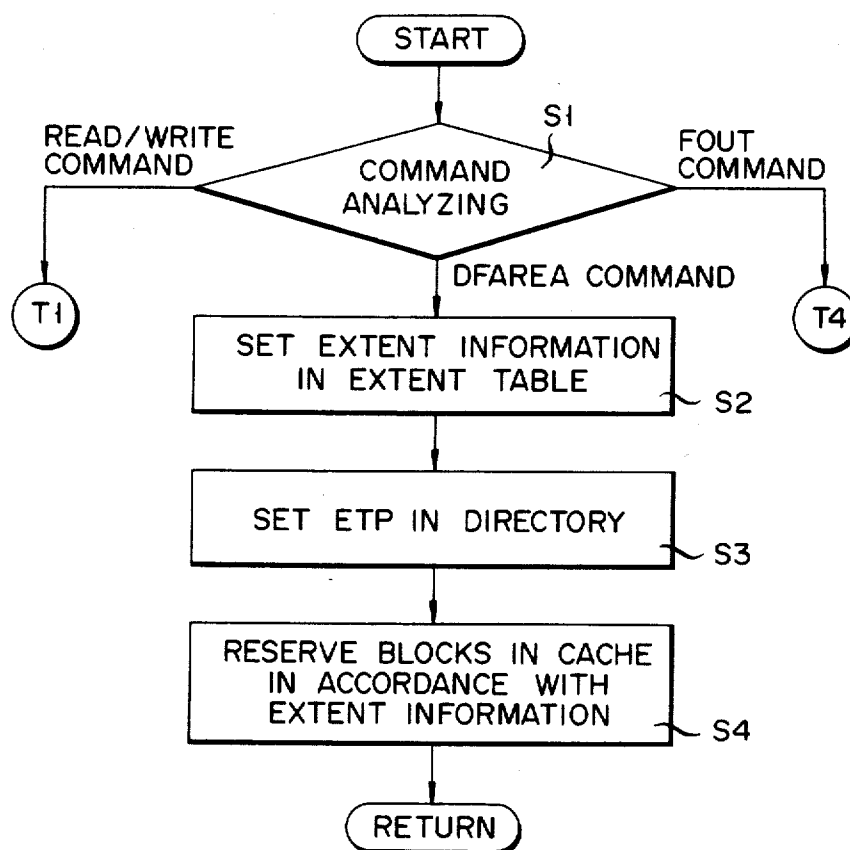 START
S1
READ/WRITE
COMMAND
FOUT
COMMAND
COMMAND
ANALYZING
DFAREA COMMAND
T1
T4
SET EXTENT INFORMATION
IN EXTENT TABLE
S2
SET ETP IN DIRECTORY
S3
RESERVE BLOCKS IN CACHE
IN ACCORDANCE WITH
EXTENT INFORMATION
S4
RETURN